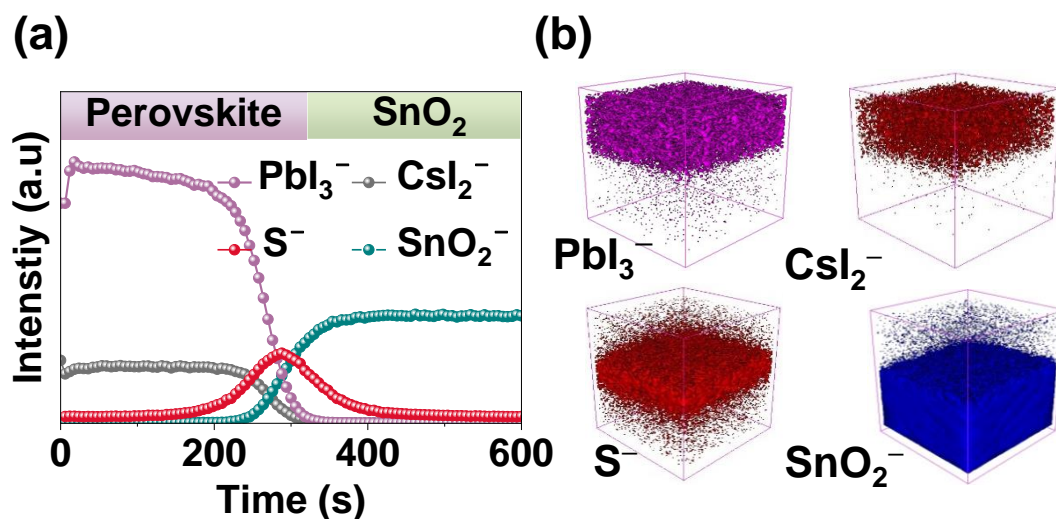 (a)
Perovskite SnO₂
PbI₃⁻ CsI₂⁻
S⁻ SnO₂⁻
Intenstiy (a.u)
0 200 400 600
Time (s)
(b)
PbI₃⁻
CsI₂⁻
S⁻
SnO₂⁻